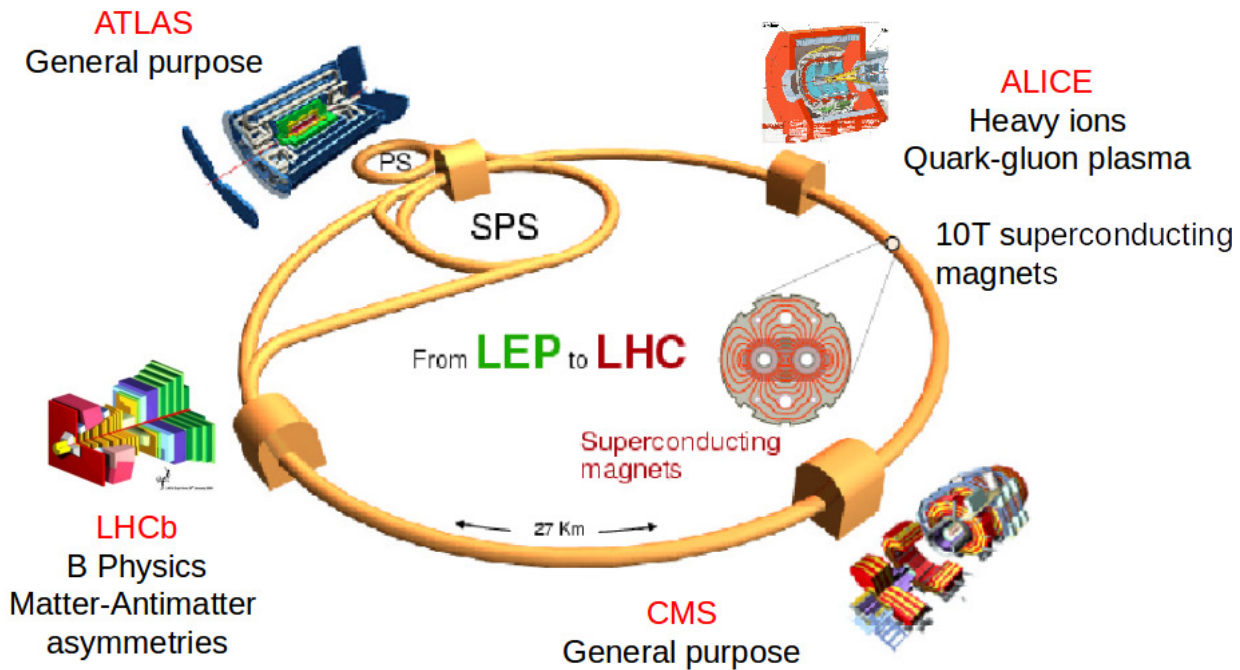 ATLAS
General purpose
ALICE
Heavy ions
Quark-gluon plasma
PS
SPS
10T superconducting
magnets
From LEP to LHC
Superconducting
magnets
27 Km
LHCb
B Physics
Matter-Antimatter
asymmetries
CMS
General purpose